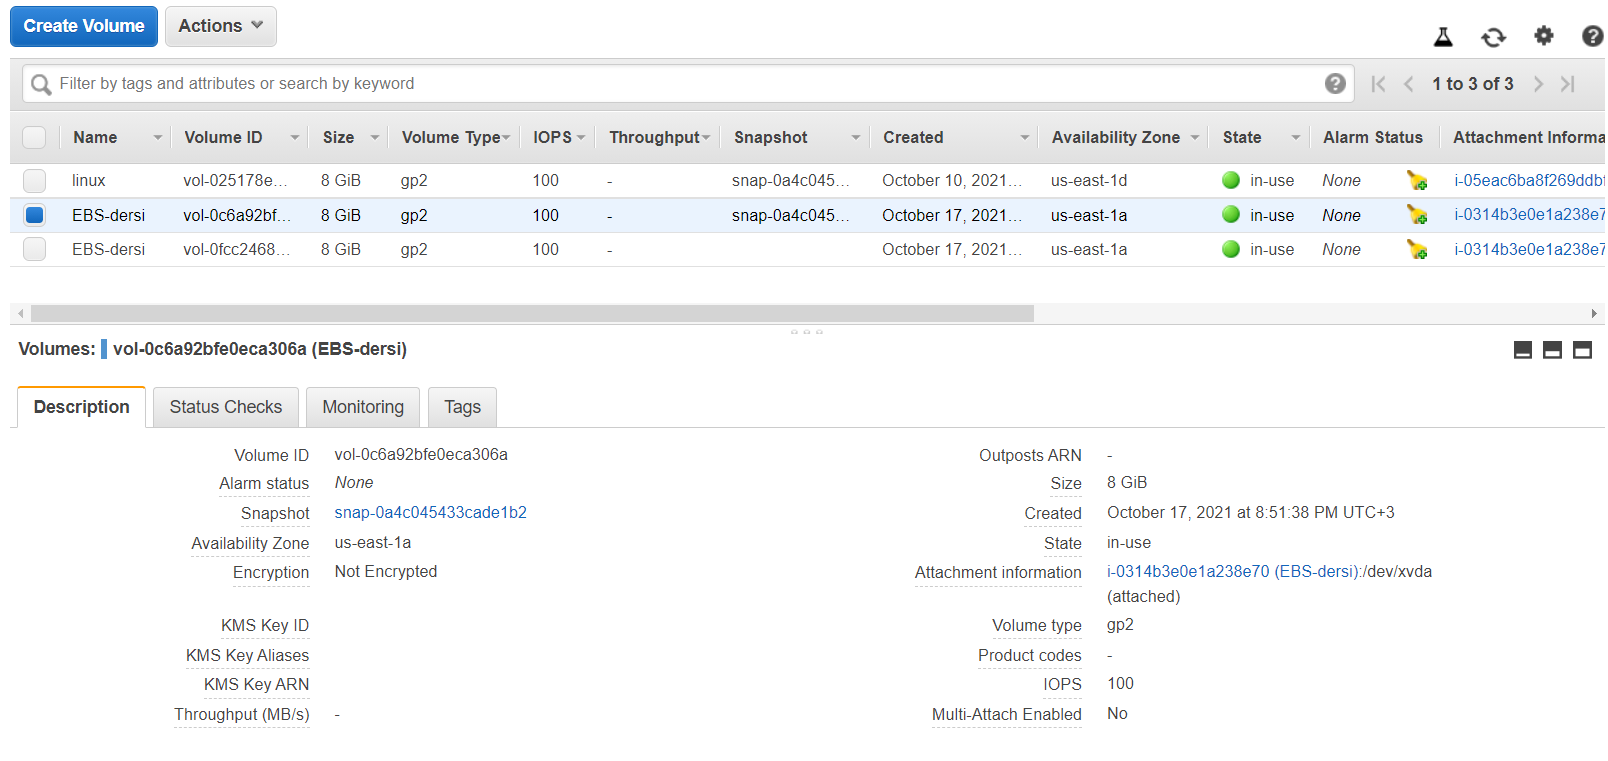 Create Volume Actions
Filter by tags and attributes or search by keyword 1 to 3 of 3
Name Volume ID Size Volume Type IOPS Throughput Snapshot Created Availability Zone State Alarm Status Attachment Informa
linux vol-025178e... 8 GiB gp2 100 - snap-0a4c045... October 10, 2021... us-east-1d in-use None i-05eac6ba8f269ddbf
EBS-dersi vol-0c6a92bf... 8 GiB gp2 100 - snap-0a4c045... October 17, 2021... us-east-1a in-use None i-0314b3e0e1a238e7
EBS-dersi vol-0fcc2468... 8 GiB gp2 100 - October 17, 2021... us-east-1a in-use None i-0314b3e0e1a238e7
Volumes: vol-0c6a92bfe0eca306a (EBS-dersi)
Description Status Checks Monitoring Tags
Volume ID vol-0c6a92bfe0eca306a Outposts ARN -
Alarm status None Size 8 GiB
Snapshot snap-0a4c045433cade1b2 Created October 17, 2021 at 8:51:38 PM UTC+3
Availability Zone us-east-1a State in-use
Encryption Not Encrypted Attachment information i-0314b3e0e1a238e70 (EBS-dersi):/dev/xvda
(attached)
KMS Key ID Volume type gp2
KMS Key Aliases Product codes -
KMS Key ARN IOPS 100
Throughput (MB/s) - Multi-Attach Enabled No